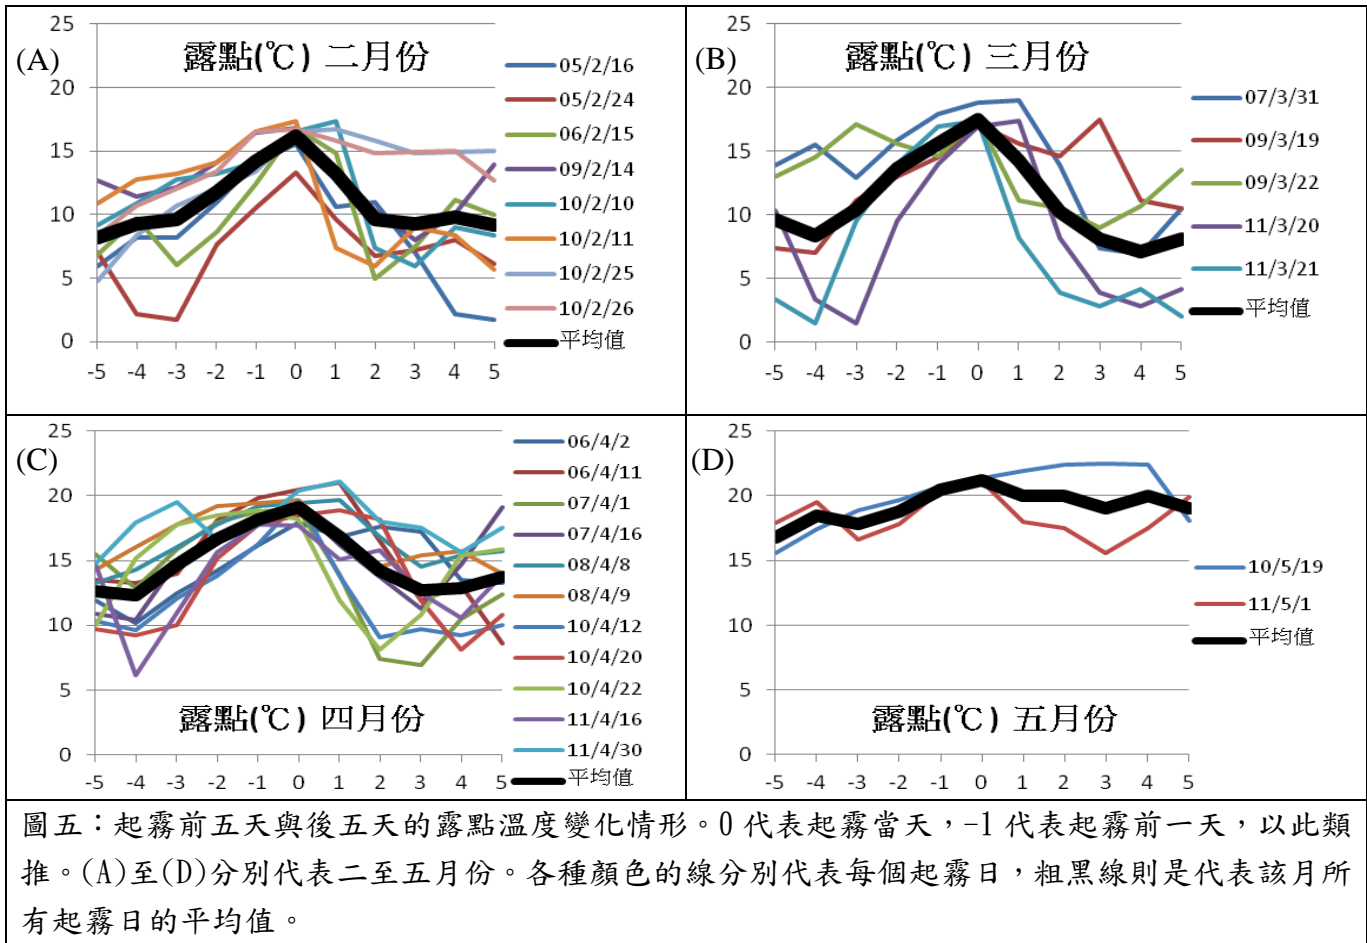 (A)
露點(℃) 二月份
25
20
15
10
5
0
-5 -4 -3 -2 -1 0 1 2 3 4 5
05/2/16
05/2/24
06/2/15
09/2/14
10/2/10
10/2/11
10/2/25
10/2/26
平均值
(B)
露點(℃) 三月份
25
20
15
10
5
0
-5 -4 -3 -2 -1 0 1 2 3 4 5
07/3/31
09/3/19
09/3/22
11/3/20
11/3/21
平均值
(C)
25
20
15
10
5
0
露點(℃) 四月份
-5 -4 -3 -2 -1 0 1 2 3 4 5
06/4/2
06/4/11
07/4/1
07/4/16
08/4/8
08/4/9
10/4/12
10/4/20
10/4/22
11/4/16
11/4/30
平均值
(D)
25
20
15
10
5
0
露點(℃) 五月份
-5 -4 -3 -2 -1 0 1 2 3 4 5
10/5/19
11/5/1
平均值
圖五：起霧前五天與後五天的露點溫度變化情形。0 代表起霧當天，-1 代表起霧前一天，以此類
推。(A)至(D)分別代表二至五月份。各種顏色的線分別代表每個起霧日，粗黑線則是代表該月所
有起霧日的平均值。